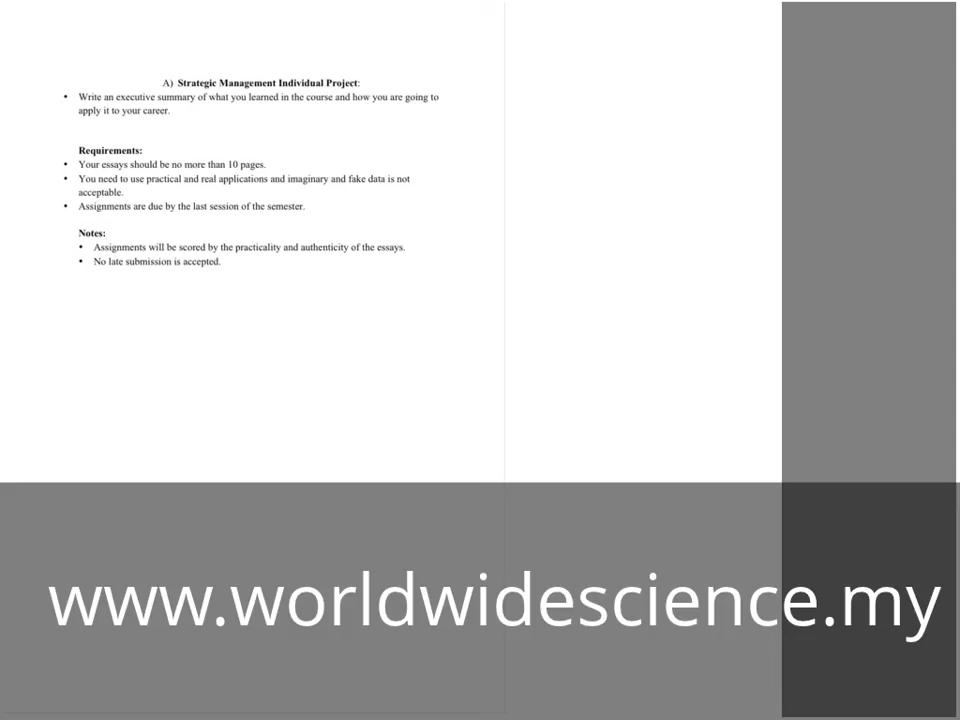 A) Strategic Management Individual Project:
• Write an executive summary of what you learned in the course and how you are going to
apply it to your career.
Requirements:
• Your essays should be no more than 10 pages.
• You need to use practical and real applications and imaginary and fake data is not
acceptable.
• Assignments are due by the last session of the semester.
Notes:
• Assignments will be scored by the practicality and authenticity of the essays.
• No late submission is accepted.
www.worldwidescience.my